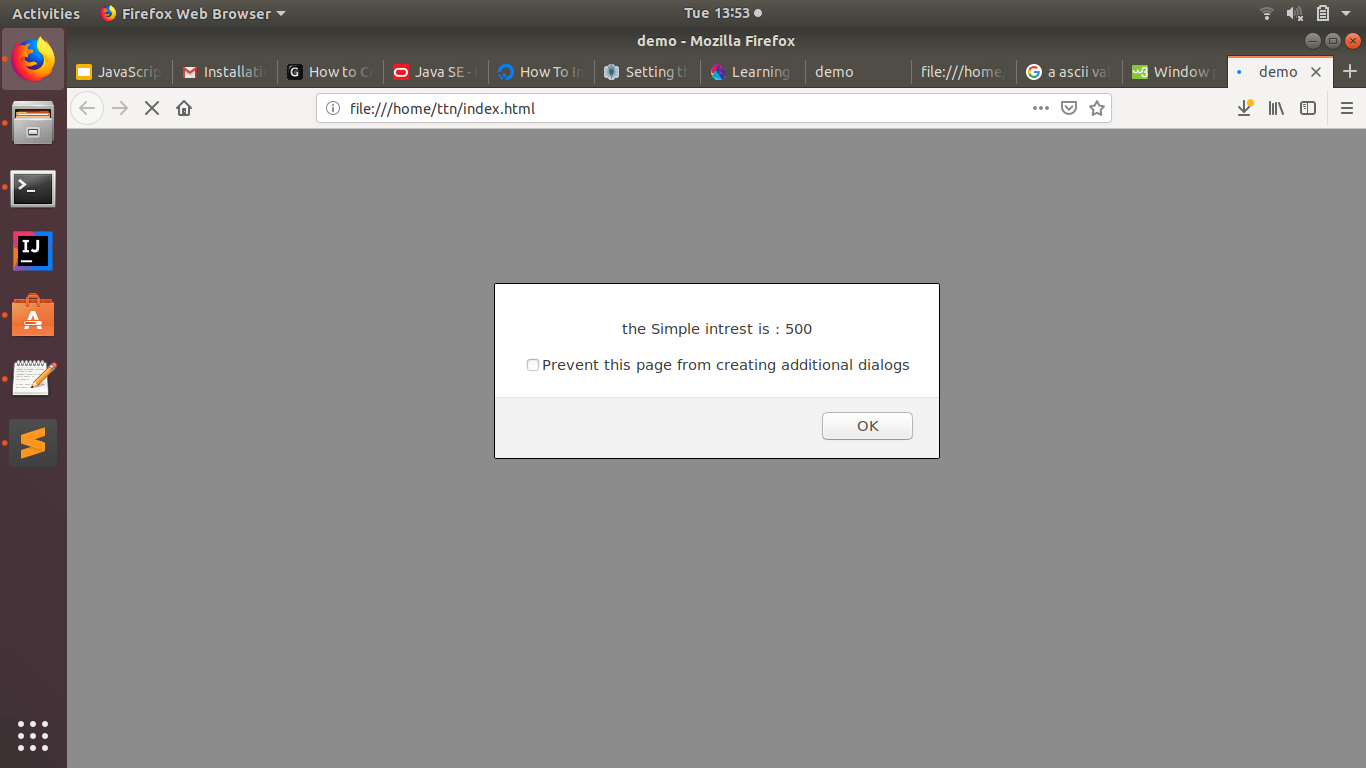 Activities Firefox Web Browser Tue 13:53
demo - Mozilla Firefox
JavaScrip Installati How to C Java SE - How To In Setting th Learning demo file:///home a ascii val Window p demo
file:///home/ttn/index.html
the Simple intrest is : 500
Prevent this page from creating additional dialogs
OK